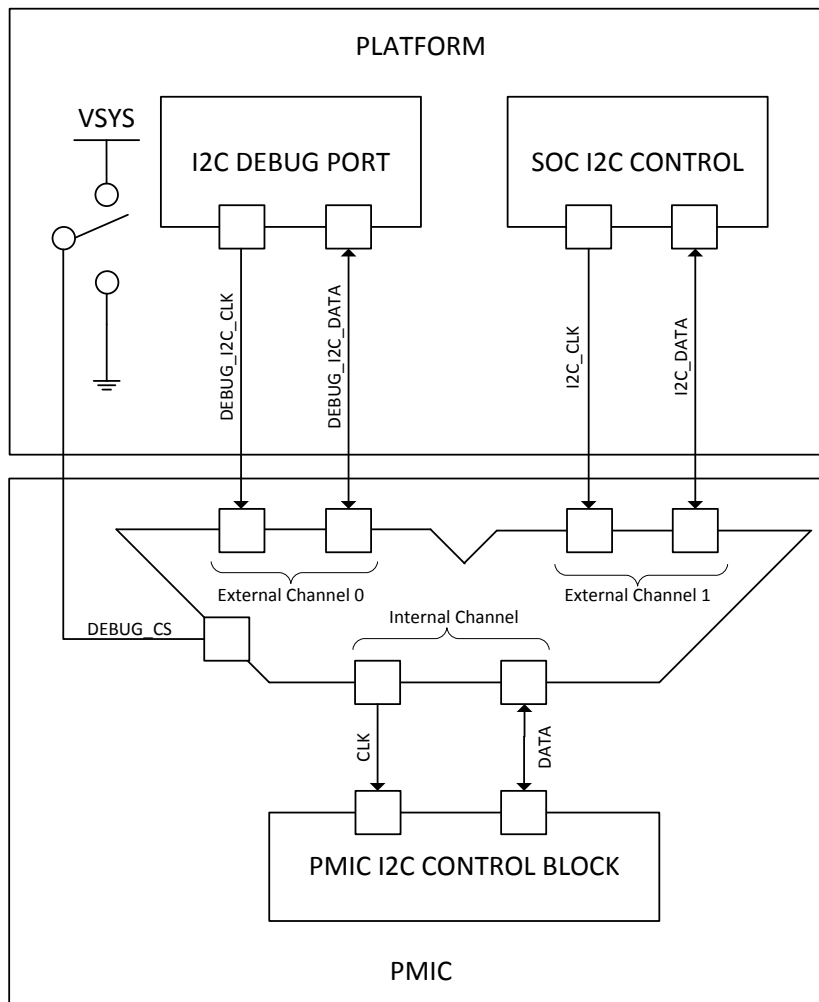 PLATFORM
VSYS
I2C DEBUG PORT
SOC I2C CONTROL
DEBUG_I2C_CLK
DEBUG_I2C_DATA
I2C_CLK
I2C_DATA
External Channel 0
External Channel 1
Internal Channel
DEBUG_CS
CLK
DATA
PMIC I2C CONTROL BLOCK
PMIC